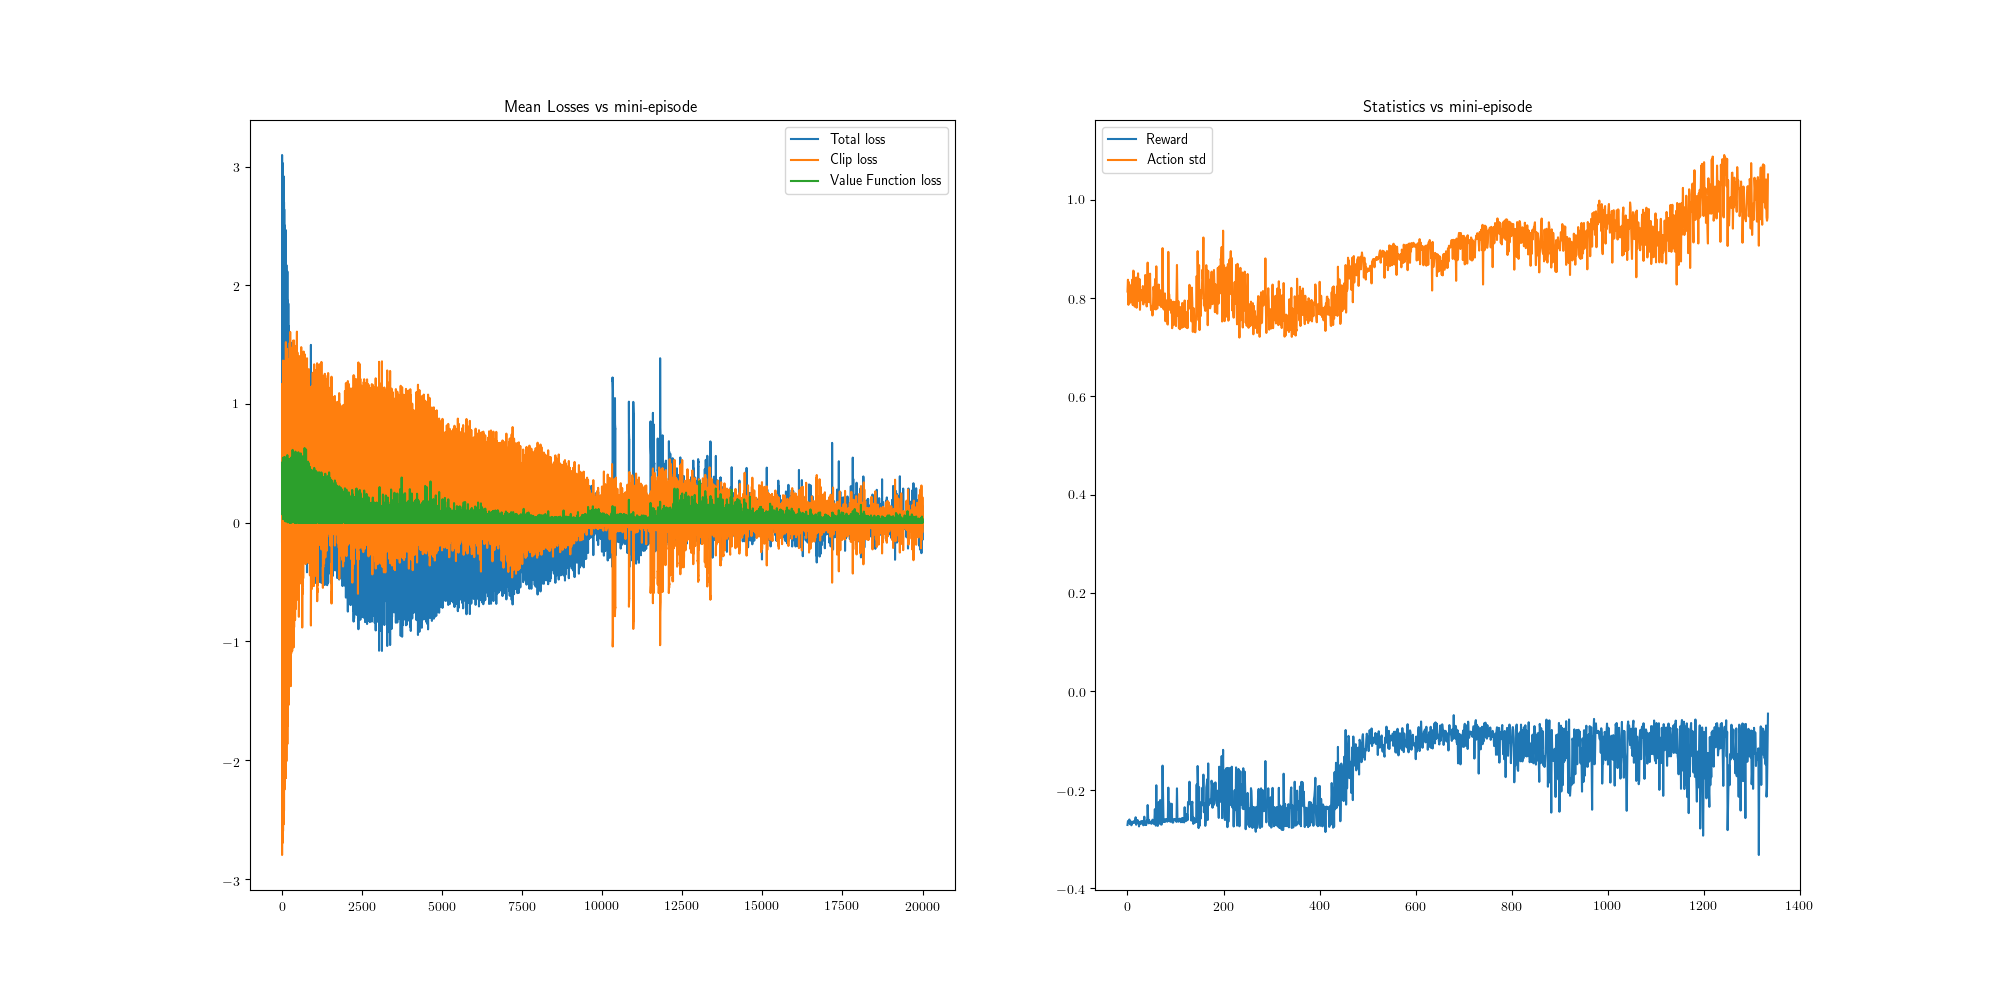 Mean Losses vs mini-episode
Total loss
Clip loss
Value Function loss
3
2
1
0
−1
−2
−3
0 2500 5000 7500 10000 12500 15000 17500 20000
Statistics vs mini-episode
Reward
Action std
1.0
0.8
0.6
0.4
0.2
0.0
−0.2
−0.4
0 200 400 600 800 1000 1200 1400